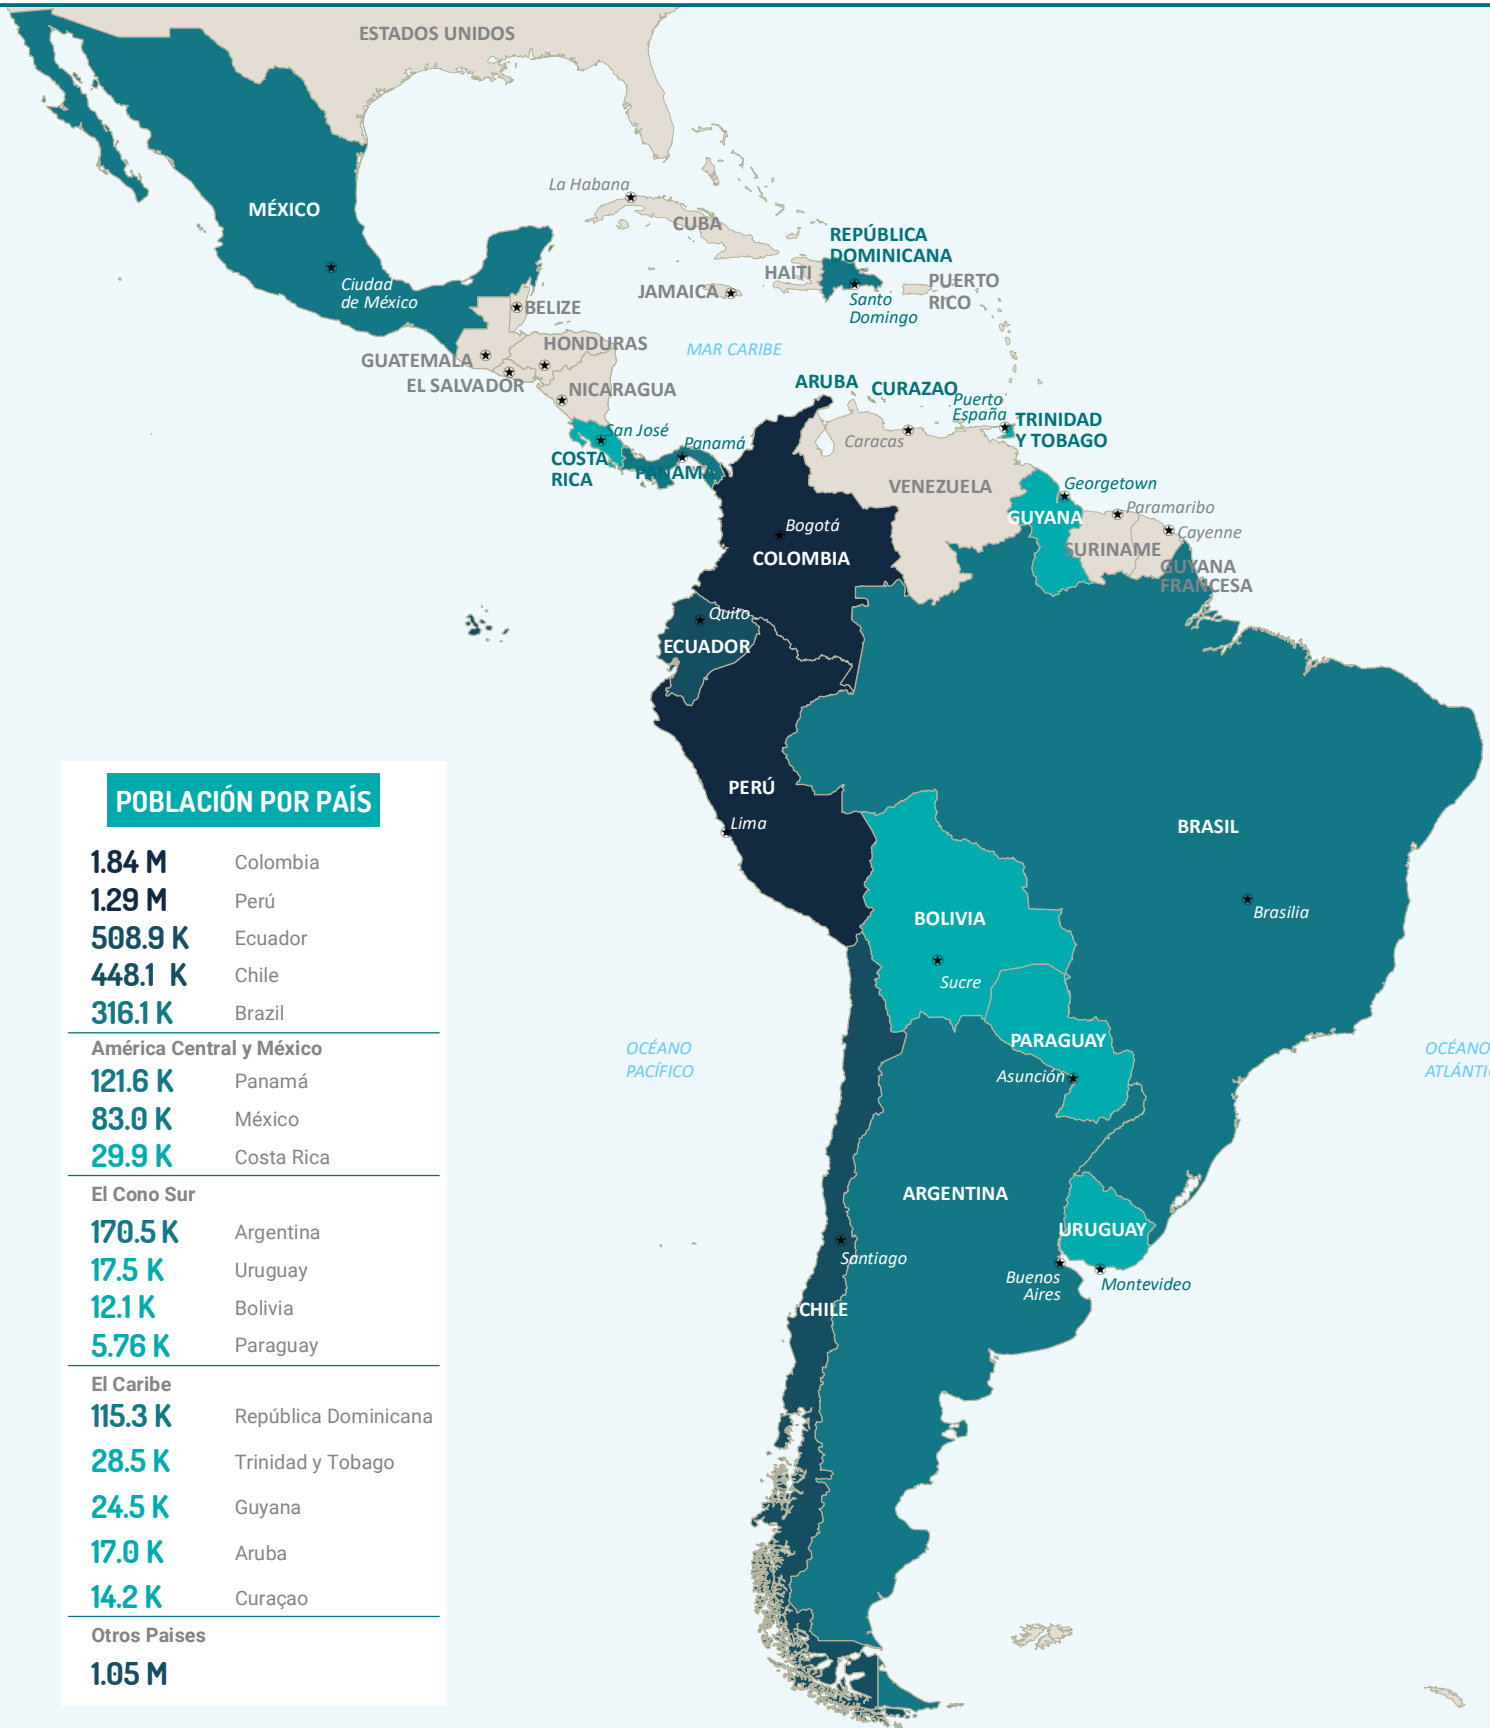 ESTADOS UNIDOS
MÉXICO
Ciudad
de México
La Habana
CUBA
REPÚBLICA
DOMINICANA
HAITI
JAMAICA
Santo
Domingo
PUERTO
RICO
BELIZE
HONDURAS
GUATEMALA
EL SALVADOR
NICARAGUA
MAR CARIBE
ARUBA
CURAZAO
Puerto
España
TRINIDAD
Y TOBAGO
San José
COSTA
RICA
Panamá
PANAMÁ
Caracas
VENEZUELA
Georgetown
GUYANA
Paramaribo
SURINAME
Cayenne
GUYANA
FRANCESA
Bogotá
COLOMBIA
Quito
ECUADOR
PERÚ
Lima
BRASIL
Brasilia
BOLIVIA
Sucre
PARAGUAY
Asunción
OCÉANO
PACÍFICO
OCÉANO
ATLÁNTIC
ARGENTINA
URUGUAY
Santiago
Buenos
Aires
Montevideo
CHILE
POBLACIÓN POR PAÍS
1.84 M Colombia
1.29 M Perú
508.9 K Ecuador
448.1 K Chile
316.1 K Brazil
América Central y México
121.6 K Panamá
83.0 K México
29.9 K Costa Rica
El Cono Sur
170.5 K Argentina
17.5 K Uruguay
12.1 K Bolivia
5.76 K Paraguay
El Caribe
115.3 K República Dominicana
28.5 K Trinidad y Tobago
24.5 K Guyana
17.0 K Aruba
14.2 K Curaçao
Otros Paises
1.05 M